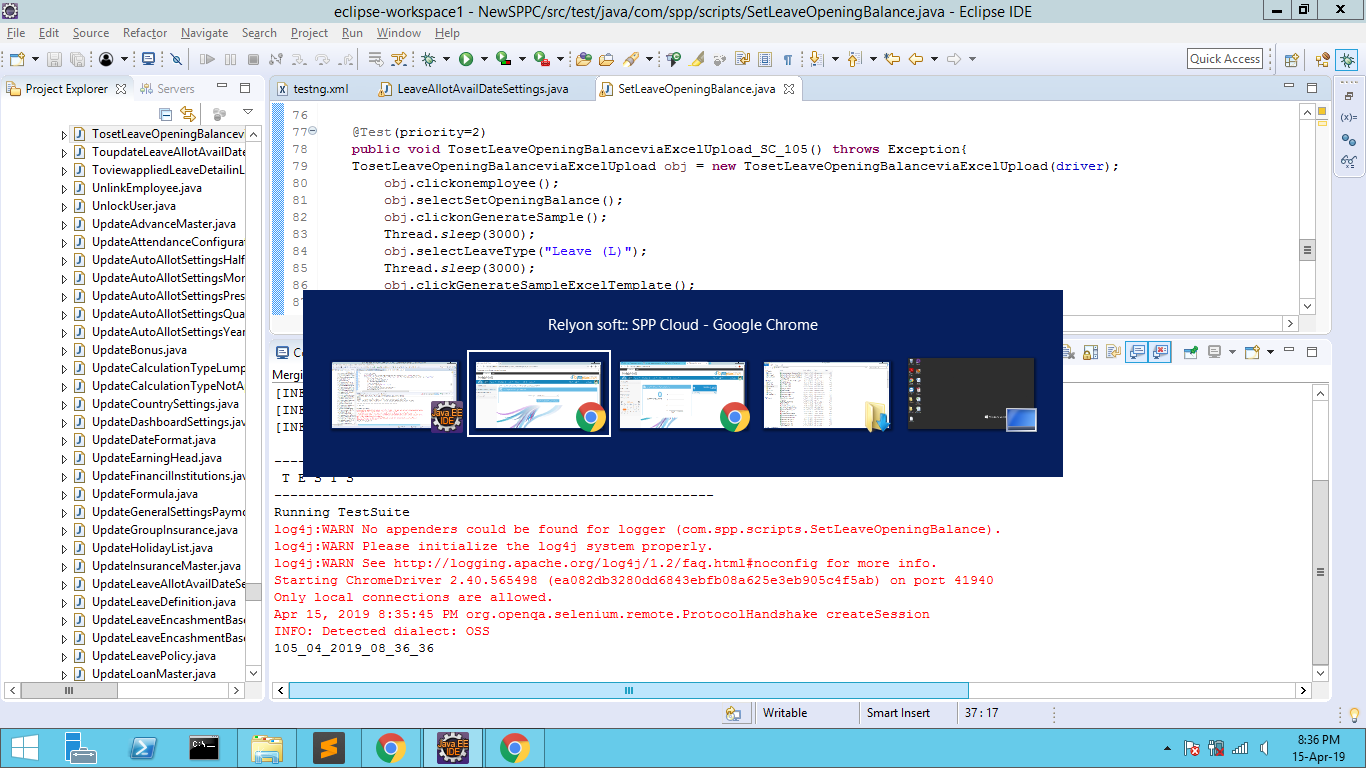 eclipse-workspace1 - NewSPPC/src/test/java/com/spp/scripts/SetLeaveOpeningBalance.java - Eclipse IDE
File Edit Source Refactor Navigate Search Project Run Window Help
Quick Access
Project Explorer Servers
testng.xml LeaveAllotAvailDateSettings.java SetLeaveOpeningBalance.java
TosetLeaveOpeningBalancev
ToupdateLeaveAllotAvailDate
ToviewappliedLeaveDetailinL
UnlinkEmployee.java
UnlockUser.java
UpdateAdvanceMaster.java
UpdateAttendanceConfigurat
UpdateAutoAllotSettingsHalf
UpdateAutoAllotSettingsMon
UpdateAutoAllotSettingsPres
UpdateAutoAllotSettingsQua
UpdateAutoAllotSettingsYear
UpdateBonus.java
UpdateCalculationTypeLump
UpdateCalculationTypeNotA
UpdateCountrySettings.java
UpdateDashboardSettings.jav
UpdateDateFormat.java
UpdateEarningHead.java
UpdateFinancilInstitutions.jav
UpdateFormula.java
UpdateGeneralSettingsPaymo
UpdateGroupInsurance.java
UpdateHolidayList.java
UpdateInsuranceMaster.java
UpdateLeaveAllotAvailDateSe
UpdateLeaveDefinition.java
UpdateLeaveEncashmentBase
UpdateLeaveEncashmentBase
UpdateLeavePolicy.java
UpdateLoanMaster.java
76
77 @Test(priority=2)
78 public void TosetLeaveOpeningBalanceviaExcelUpload_SC_105() throws Exception{
79 TosetLeaveOpeningBalanceviaExcelUpload obj = new TosetLeaveOpeningBalanceviaExcelUpload(driver);
80 obj.clickonemployee();
81 obj.selectSetOpeningBalance();
82 obj.clickonGenerateSample();
83 Thread.sleep(3000);
84 obj.selectLeaveType("Leave (L)");
85 Thread.sleep(3000);
86 obj.clickGenerateSampleExcelTemplate();
Relyon soft:: SPP Cloud - Google Chrome
Java EE
IDE
Mergin
[INF
[INF
[INF
T E S T S
-------------------------------------------------------
Running TestSuite
log4j:WARN No appenders could be found for logger (com.spp.scripts.SetLeaveOpeningBalance).
log4j:WARN Please initialize the log4j system properly.
log4j:WARN See http://logging.apache.org/log4j/1.2/faq.html#noconfig for more info.
Starting ChromeDriver 2.40.565498 (ea082db3280dd6843ebfb08a625e3eb905c4f5ab) on port 41940
Only local connections are allowed.
Apr 15, 2019 8:35:45 PM org.openqa.selenium.remote.ProtocolHandshake createSession
INFO: Detected dialect: OSS
105_04_2019_08_36_36
Writable Smart Insert 37 : 17
Java EE
IDE
8:36 PM
15-Apr-19